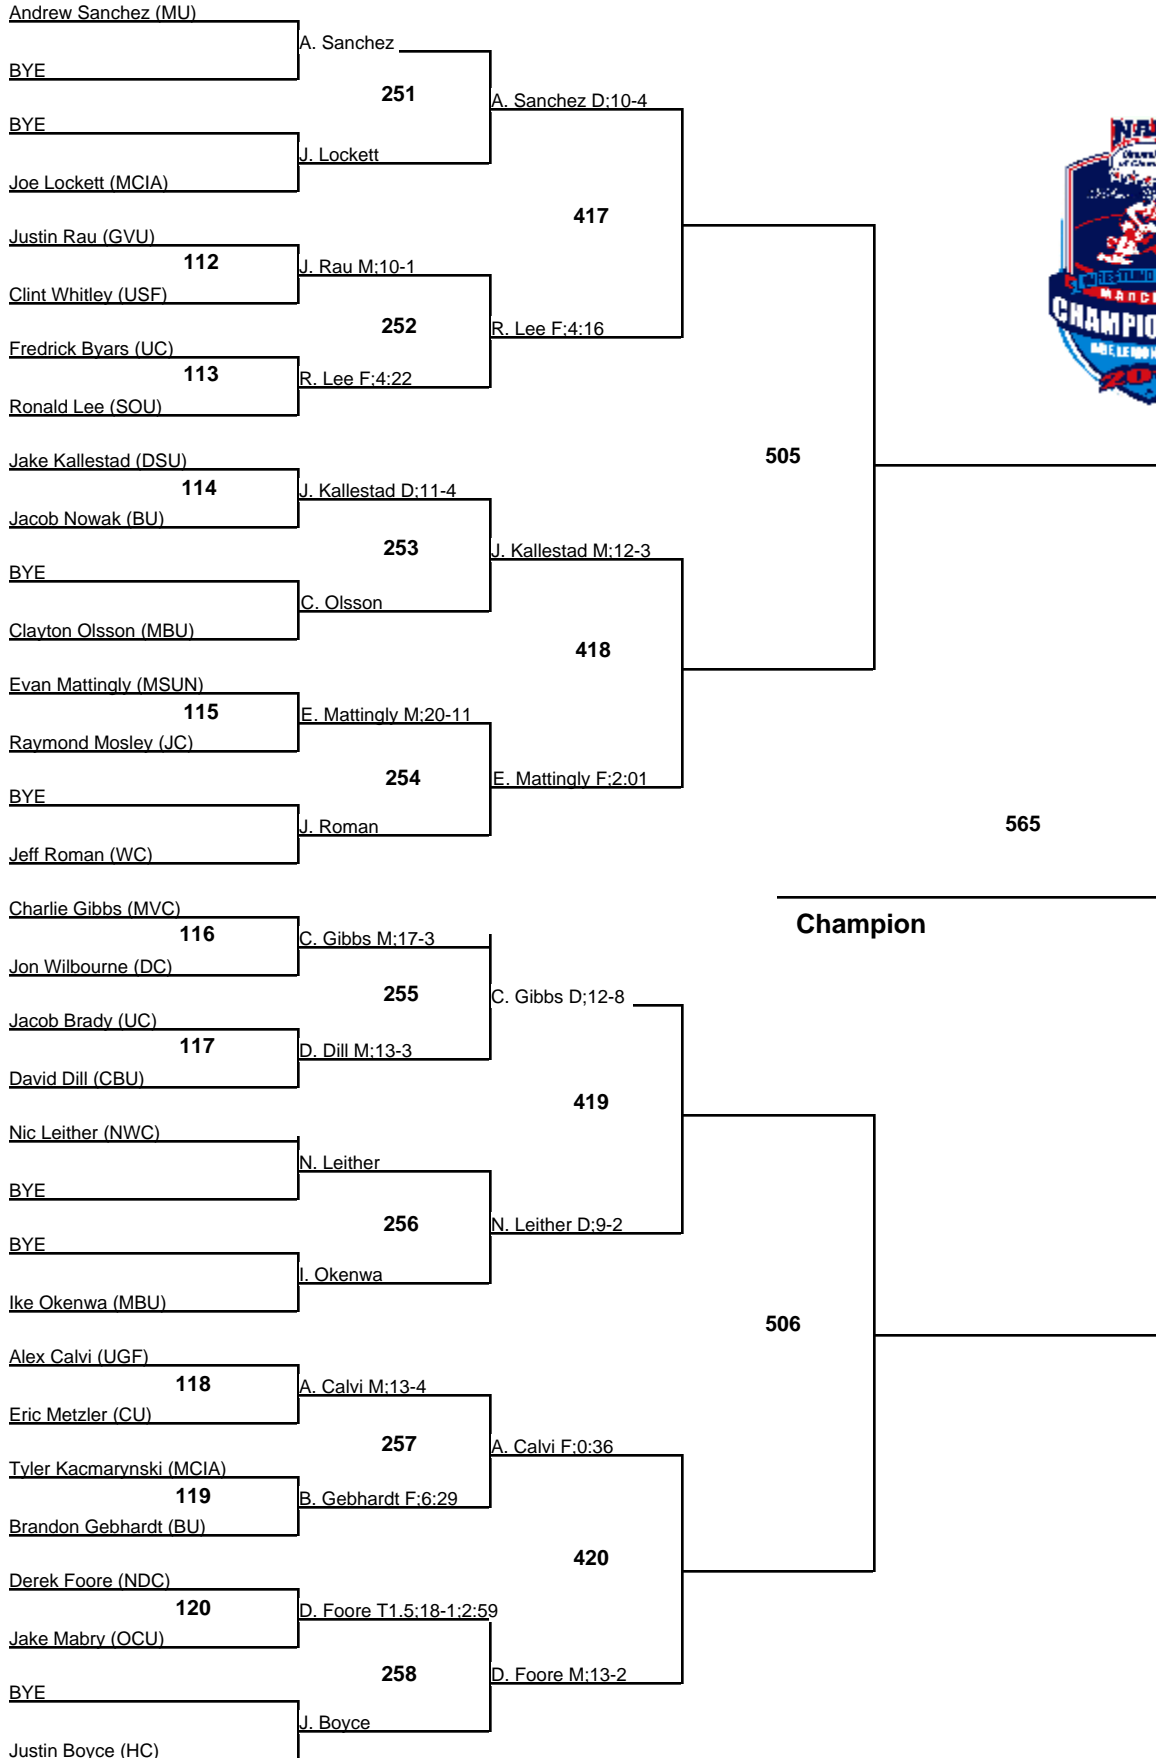 Andrew Sanchez (MU)
A. Sanchez
BYE
251
A. Sanchez D;10-4
BYE
J. Lockett
Joe Lockett (MCIA)
417
Justin Rau (GVU)
112
J. Rau M;10-1
Clint Whitley (USF)
252
R. Lee F;4:16
Fredrick Byars (UC)
113
R. Lee F;4:22
Ronald Lee (SOU)
505
Jake Kallestad (DSU)
114
J. Kallestad D;11-4
Jacob Nowak (BU)
253
J. Kallestad M;12-3
BYE
C. Olsson
Clayton Olsson (MBU)
418
Evan Mattingly (MSUN)
115
E. Mattingly M;20-11
Raymond Mosley (JC)
254
E. Mattingly F;2:01
BYE
J. Roman
Jeff Roman (WC)
565
Champion
Charlie Gibbs (MVC)
116
C. Gibbs M;17-3
Jon Wilbourne (DC)
255
C. Gibbs D;12-8
Jacob Brady (UC)
117
D. Dill M;13-3
David Dill (CBU)
419
Nic Leither (NWC)
N. Leither
BYE
256
N. Leither D;9-2
BYE
I. Okenwa
Ike Okenwa (MBU)
506
Alex Calvi (UGF)
118
A. Calvi M;13-4
Eric Metzler (CU)
257
A. Calvi F;0:36
Tyler Kacmarynski (MCIA)
119
B. Gebhardt F;6:29
Brandon Gebhardt (BU)
420
Derek Foore (NDC)
120
D. Foore T1.5;18-1;2:59
Jake Mabry (OCU)
258
D. Foore M;13-2
BYE
J. Boyce
Justin Boyce (HC)